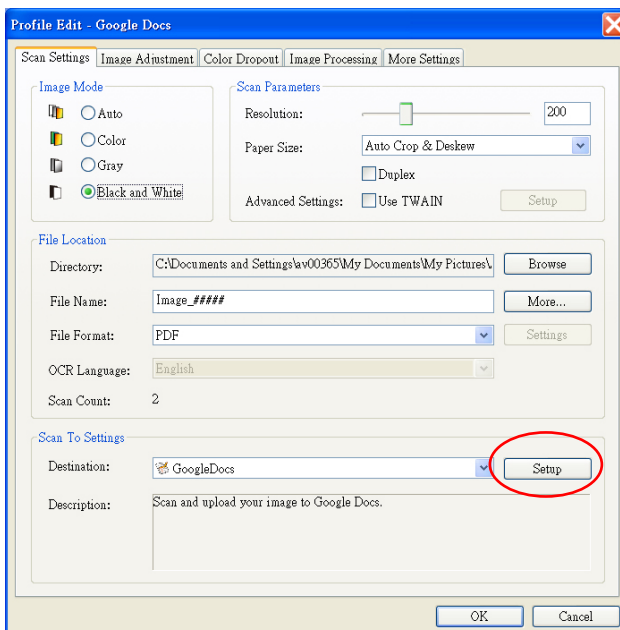 Profile Edit - Google Docs
Scan Settings Image Adjustment Color Dropout Image Processing More Settings
Image Mode
Auto
Color
Gray
Black and White
Scan Parameters
Resolution: 200
Paper Size: Auto Crop & Deskew
Duplex
Advanced Settings: Use TWAIN Setup
File Location
Directory: C:\Documents and Settings\av00365\My Documents\My Pictures\. Browse
File Name: Image_##### More...
File Format: PDF Settings
OCR Language: English
Scan Count: 2
Scan To Settings
Destination: GoogleDocs Setup
Description: Scan and upload your image to Google Docs.
OK Cancel